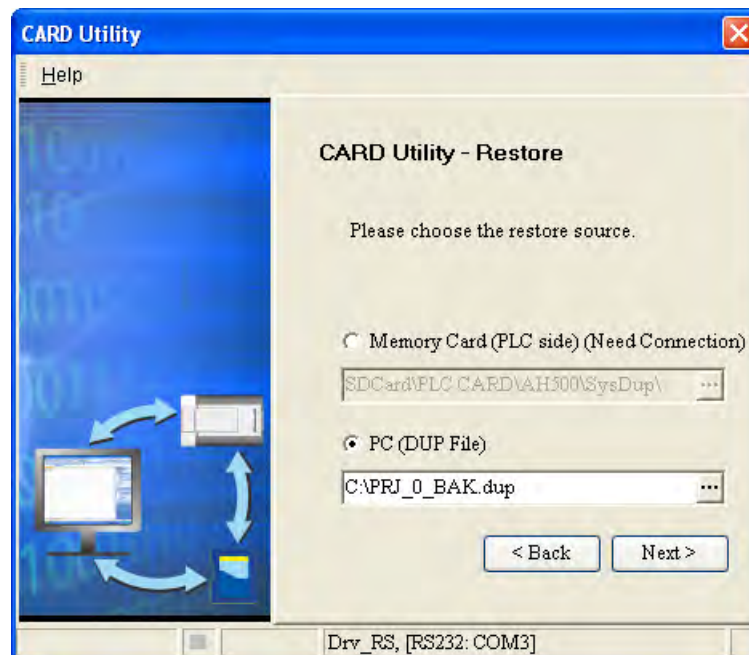 CARD Utility
Help
CARD Utility - Restore
Please choose the restore source.
Memory Card (PLC side) (Need Connection)
SDCard\PLC CARD\AH500\SysDup\
...
PC (DUP File)
C:\PRJ_0_BAK.dup
...
< Back
Next >
Drv_RS, [RS232: COM3]